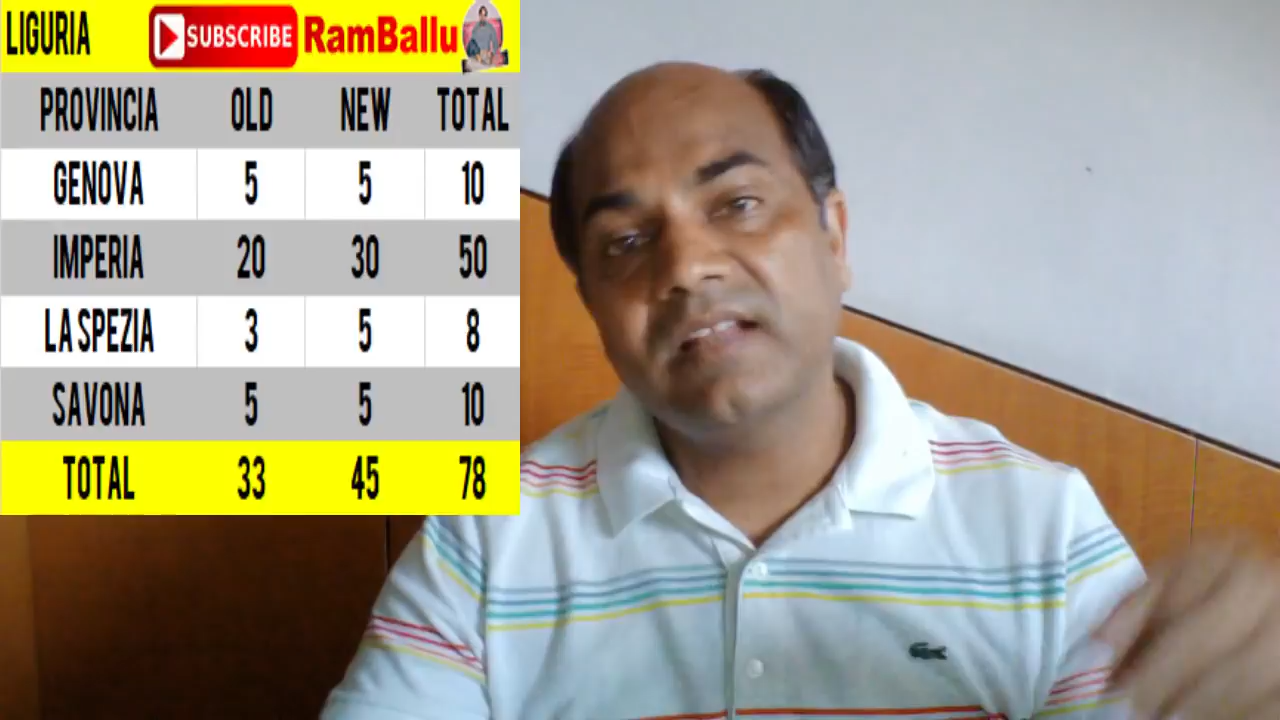 LIGURIA SUBSCRIBE RamBallu
PROVINCIA OLD NEW TOTAL
GENOVA 5 5 10
IMPERIA 20 30 50
LA SPEZIA 3 5 8
SAVONA 5 5 10
TOTAL 33 45 78